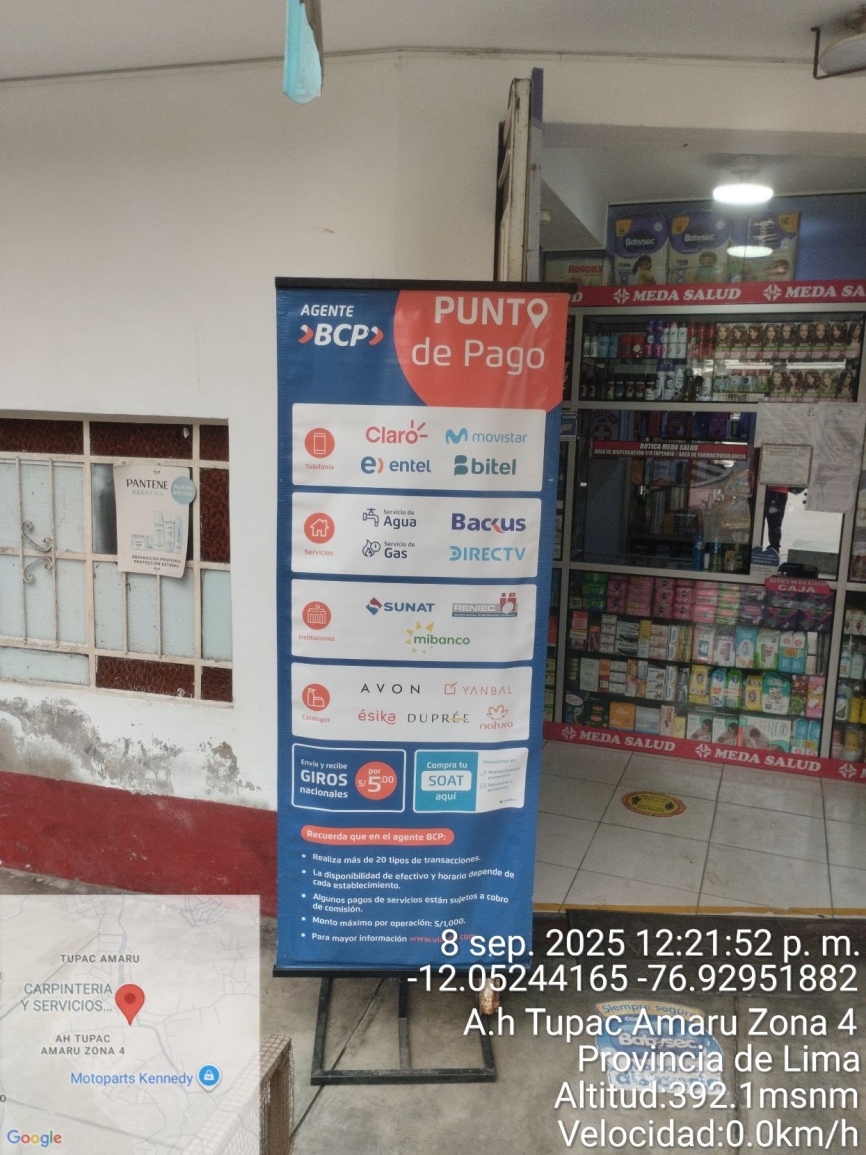 AGENTE
BCP
PUNTO
de Pago
Telefonía
Claro
movistar
entel
bitel
Servicios
Servicio de
Agua
Backus
Servicio de
Gas
DIRECTV
Instituciones
SUNAT
RENIEC
mibanco
Catálogos
AVON
YANBAL
ésika
DUPRÉE
natura
Envía y recibe
GIROS
nacionales
por
S/5.00
Compra tu
SOAT
aquí
Recuerda que en el agente BCP:
• Realiza más de 20 tipos de transacciones.
• La disponibilidad de efectivo y horario depende de
cada establecimiento.
• Algunos pagos de servicios están sujetos a cobro
de comisión.
• Monto máximo por operación: S/1,000.
• Para mayor información
PANTENE
Babysec
Babysec
HUGGIES
MEDA SALUD
MEDA SA
BOTICA MEDA SALUD
CAJA
MEDA SALUD
MEDA SALUD
Siempre segur
Babysec
TUPAC AMARU
CARPINTERIA
Y SERVICIOS...
AH TUPAC
AMARU ZONA 4
Motoparts Kennedy
Google
8 sep. 2025 12:21:52 p. m.
-12.05244165 -76.92951882
A.h Tupac Amaru Zona 4
Provincia de Lima
Altitud:392.1msnm
Velocidad:0.0km/h